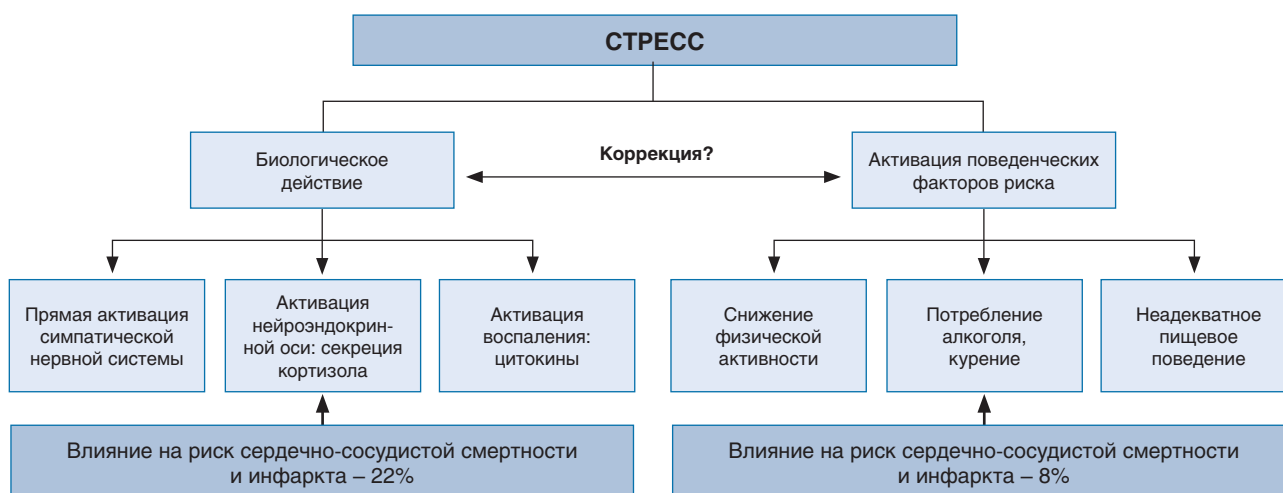 СТРЕСС
Биологическое
действие
Коррекция?
Активация поведенческих
факторов риска
Прямая активация
симпатической
нервной системы
Активация
нейроэндокрин-
ной оси: секреция
кортизола
Активация
воспаления:
цитокины
Снижение
физической
активности
Потребление
алкоголя,
курение
Неадекватное
пищевое
поведение
Влияние на риск сердечно-сосудистой смертности
и инфаркта – 22%
Влияние на риск сердечно-сосудистой смертности
и инфаркта – 8%